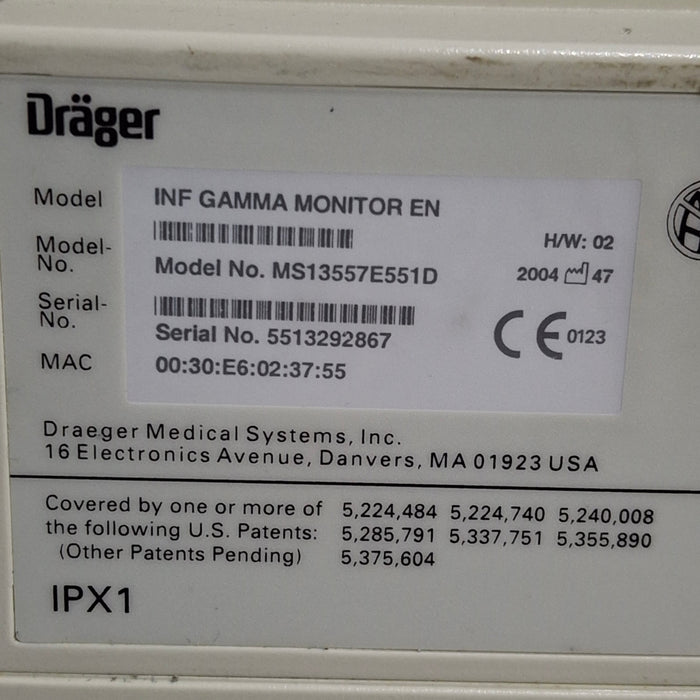 Dräger
Model INF GAMMA MONITOR EN
H/W: 02
Model-No. Model No. MS13557E551D
2004 47
Serial-No. Serial No. 5513292867
CE 0123
MAC 00:30:E6:02:37:55
Draeger Medical Systems, Inc.
16 Electronics Avenue, Danvers, MA 01923 USA
Covered by one or more of 5,224,484 5,224,740 5,240,008
the following U.S. Patents: 5,285,791 5,337,751 5,355,890
(Other Patents Pending) 5,375,604
IPX1